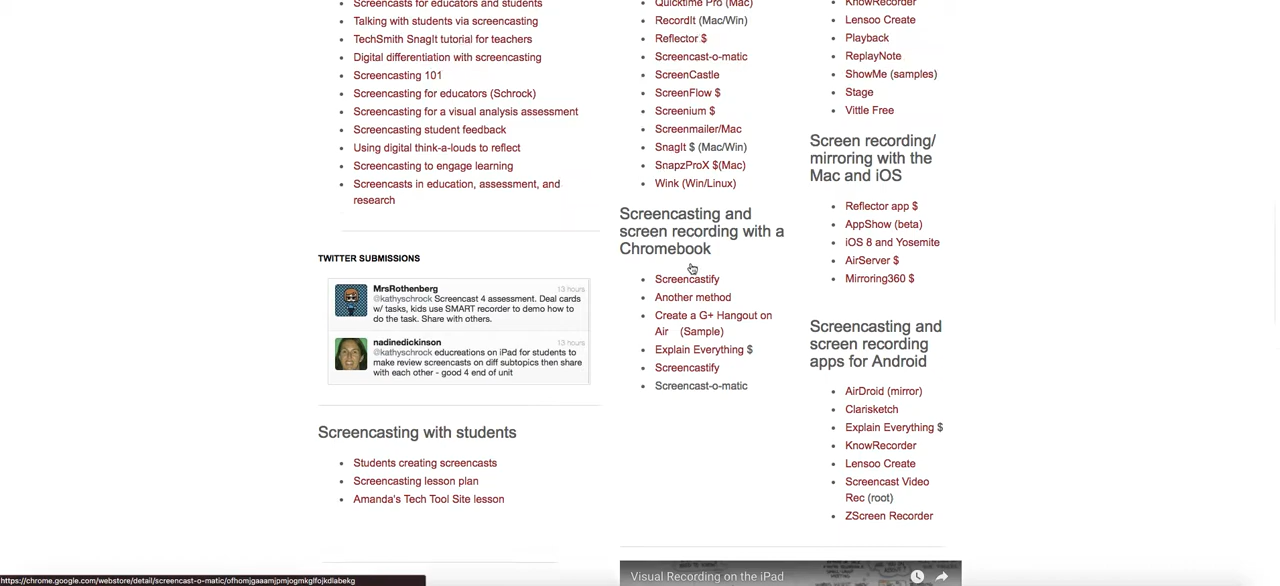 Screencasts for educators and students
Talking with students via screencasting
TechSmith SnagIt tutorial for teachers
Digital differentiation with screencasting
Screencasting 101
Screencasting for educators (Schrock)
Screencasting for a visual analysis assessment
Screencasting student feedback
Using digital think-a-louds to reflect
Screencasting to engage learning
Screencasts in education, assessment, and
research
TWITTER SUBMISSIONS
MrsRothenberg 13 hours
@kathyschrock Screencast 4 assessment. Deal cards
w/ tasks, kids use SMART recorder to demo how to
do the task. Share with others.
nadinedickinson 13 hours
@kathyschrock educreations on iPad for students to
make review screencasts on diff subtopics then share
with each other - good 4 end of unit
Screencasting with students
Students creating screencasts
Screencasting lesson plan
Amanda's Tech Tool Site lesson
Quicktime Pro (Mac)
RecordIt (Mac/Win)
Reflector $
Screencast-o-matic
ScreenCastle
ScreenFlow $
Screenium $
Screenmailer/Mac
SnagIt $ (Mac/Win)
SnapzProX $(Mac)
Wink (Win/Linux)
Screencasting and
screen recording with a
Chromebook
Screencastify
Another method
Create a G+ Hangout on
Air (Sample)
Explain Everything $
Screencastify
Screencast-o-matic
KnowRecorder
Lensoo Create
Playback
ReplayNote
ShowMe (samples)
Stage
Vittle Free
Screen recording/
mirroring with the
Mac and iOS
Reflector app $
AppShow (beta)
iOS 8 and Yosemite
AirServer $
Mirroring360 $
Screencasting and
screen recording
apps for Android
AirDroid (mirror)
Clarisketch
Explain Everything $
KnowRecorder
Lensoo Create
Screencast Video
Rec (root)
ZScreen Recorder
Visual Recording on the iPad
https://chrome.google.com/webstore/detail/screencast-o-matic/ofhomjgaaamjpmjogmkglfojkdlabekg